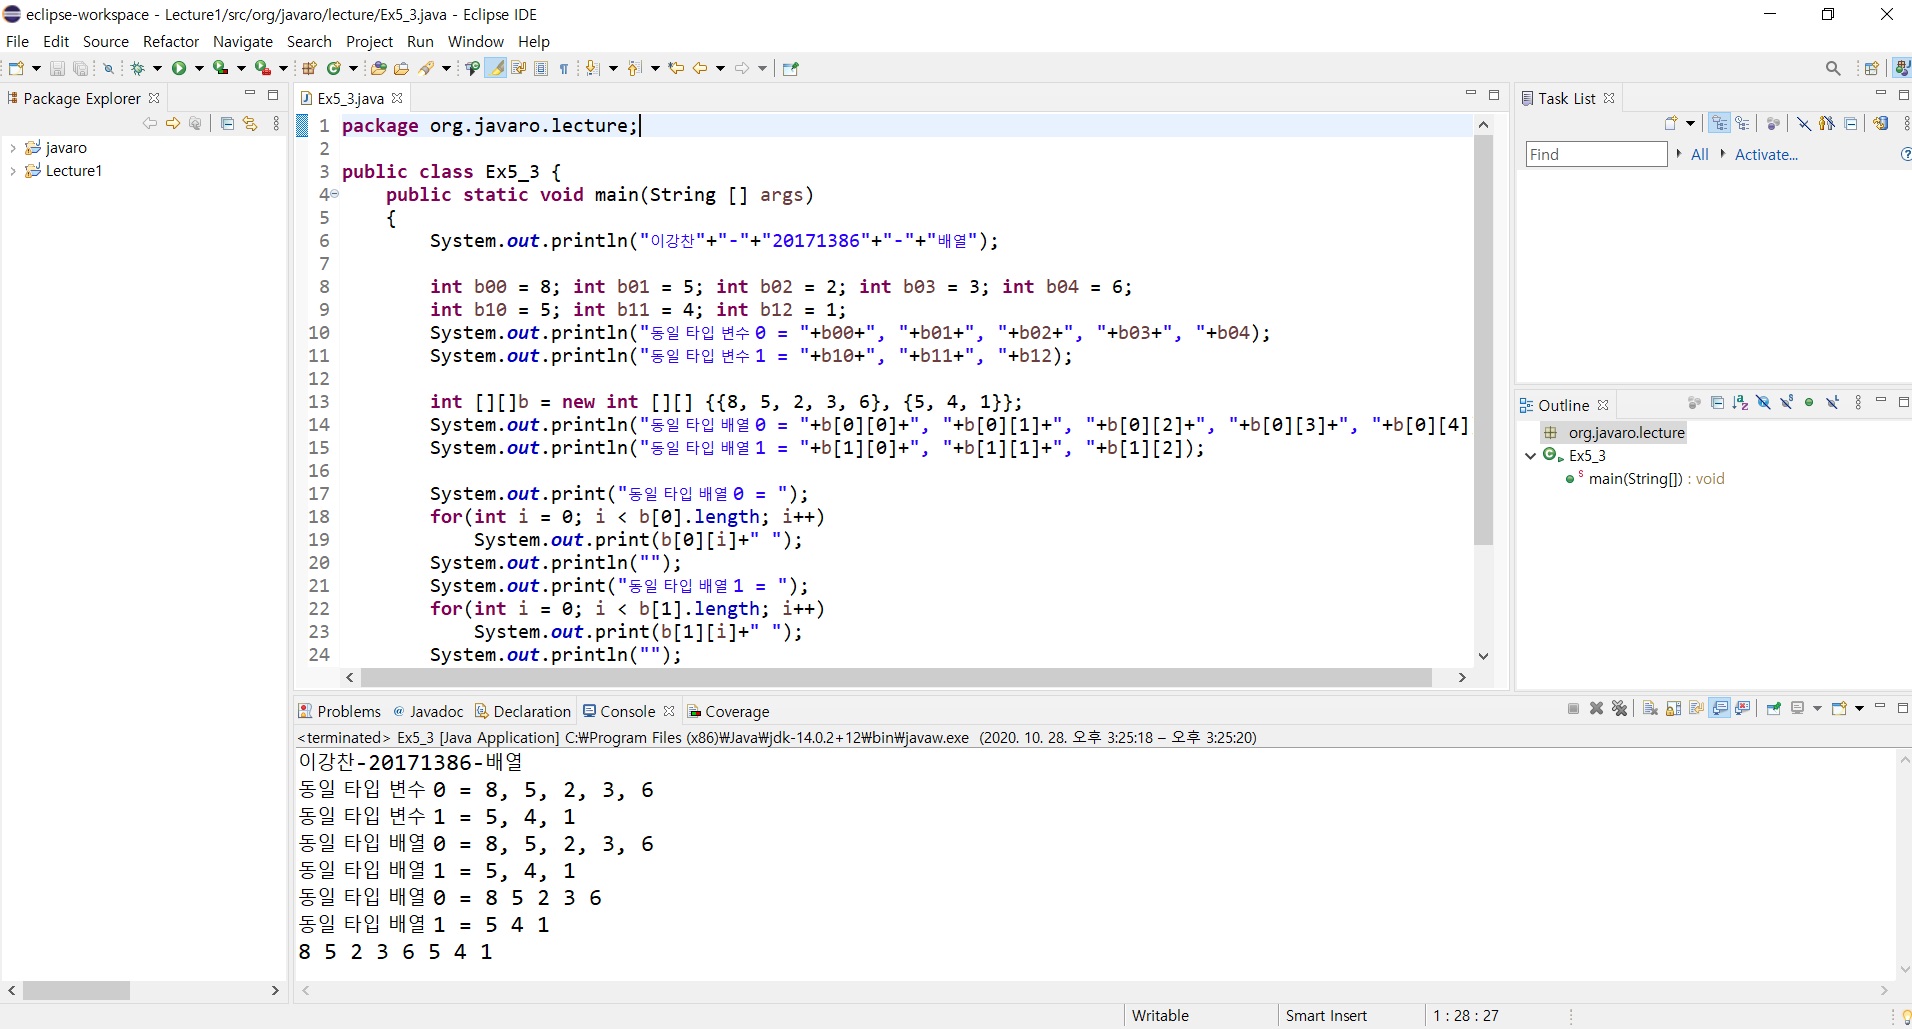 eclipse-workspace - Lecture1/src/org/javaro/lecture/Ex5_3.java - Eclipse IDE
File Edit Source Refactor Navigate Search Project Run Window Help
Package Explorer
javaro
Lecture1
Ex5_3.java
1 package org.javaro.lecture;
2
3 public class Ex5_3 {
4 public static void main(String [] args)
5 {
6 System.out.println("이강찬"+"-"+"20171386"+"-"+"배열");
7
8 int b00 = 8; int b01 = 5; int b02 = 2; int b03 = 3; int b04 = 6;
9 int b10 = 5; int b11 = 4; int b12 = 1;
10 System.out.println("동일 타입 변수 0 = "+b00+", "+b01+", "+b02+", "+b03+", "+b04);
11 System.out.println("동일 타입 변수 1 = "+b10+", "+b11+", "+b12);
12
13 int [][]b = new int [][] {{8, 5, 2, 3, 6}, {5, 4, 1}};
14 System.out.println("동일 타입 배열 0 = "+b[0][0]+", "+b[0][1]+", "+b[0][2]+", "+b[0][3]+", "+b[0][4]
15 System.out.println("동일 타입 배열 1 = "+b[1][0]+", "+b[1][1]+", "+b[1][2]);
16
17 System.out.print("동일 타입 배열 0 = ");
18 for(int i = 0; i < b[0].length; i++)
19 System.out.print(b[0][i]+" ");
20 System.out.println("");
21 System.out.print("동일 타입 배열 1 = ");
22 for(int i = 0; i < b[1].length; i++)
23 System.out.print(b[1][i]+" ");
24 System.out.println("");
Task List
Find All Activate...
Outline
org.javaro.lecture
Ex5_3
main(String[]) : void
Problems @ Javadoc Declaration Console Coverage
<terminated> Ex5_3 [Java Application] C:₩Program Files (x86)₩Java₩jdk-14.0.2+12₩bin₩javaw.exe (2020. 10. 28. 오후 3:25:18 – 오후 3:25:20)
이강찬-20171386-배열
동일 타입 변수 0 = 8, 5, 2, 3, 6
동일 타입 변수 1 = 5, 4, 1
동일 타입 배열 0 = 8, 5, 2, 3, 6
동일 타입 배열 1 = 5, 4, 1
동일 타입 배열 0 = 8 5 2 3 6
동일 타입 배열 1 = 5 4 1
8 5 2 3 6 5 4 1
Writable Smart Insert 1 : 28 : 27